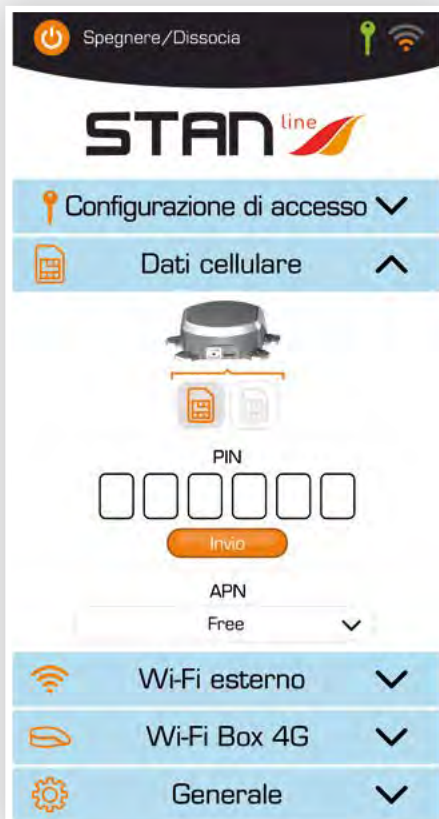 Spegnere/Dissocia
STAN line
Configurazione di accesso
Dati cellulare
PIN
Invio
APN
Free
Wi-Fi esterno
Wi-Fi Box 4G
Generale